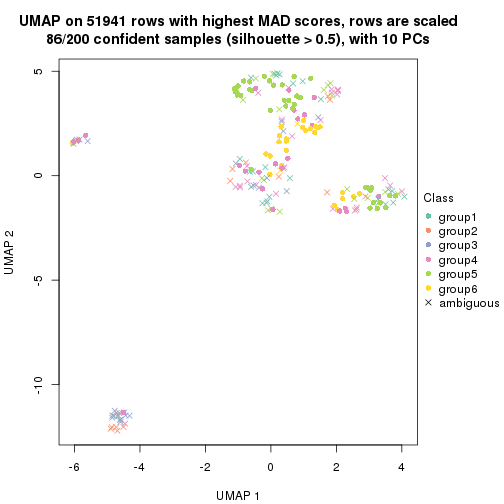 UMAP on 51941 rows with highest MAD scores, rows are scaled
86/200 confident samples (silhouette > 0.5), with 10 PCs
5
0
-5
-10
UMAP 2
-6
-4
-2
0
2
4
UMAP 1
Class
group1
group2
group3
group4
group5
group6
ambiguous